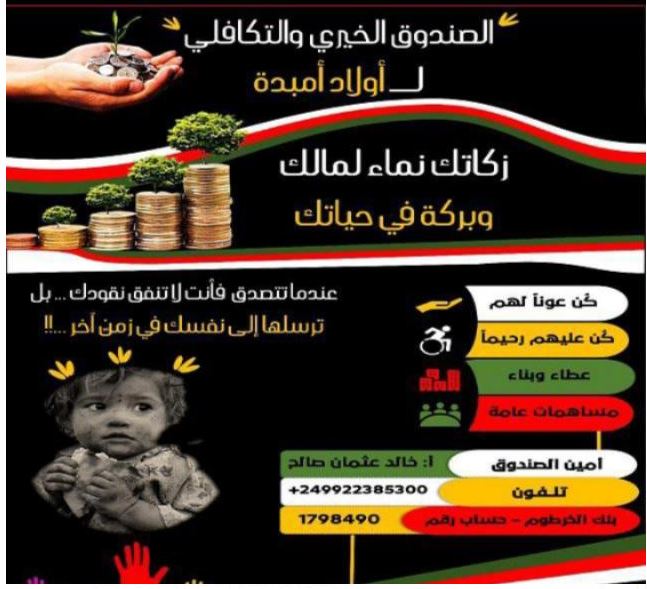 الصندوق الخيري والتكافلي
لـــ أولاد أمبدة
زكاتك نماء لمالك
وبركة في حياتك
عندما تتصدق فأنت لا تنفق نقودك ... بل
ترسلها إلى نفسك في زمن آخر ...!!
كُن عوناً لهم
كُن عليهم رحيماً
عطاء وبناء
مساهمات عامة
أمين الصندوق أ: خالد عثمان صالح
تلفون +249922385300
بنك الخرطوم - حساب رقم 1798490